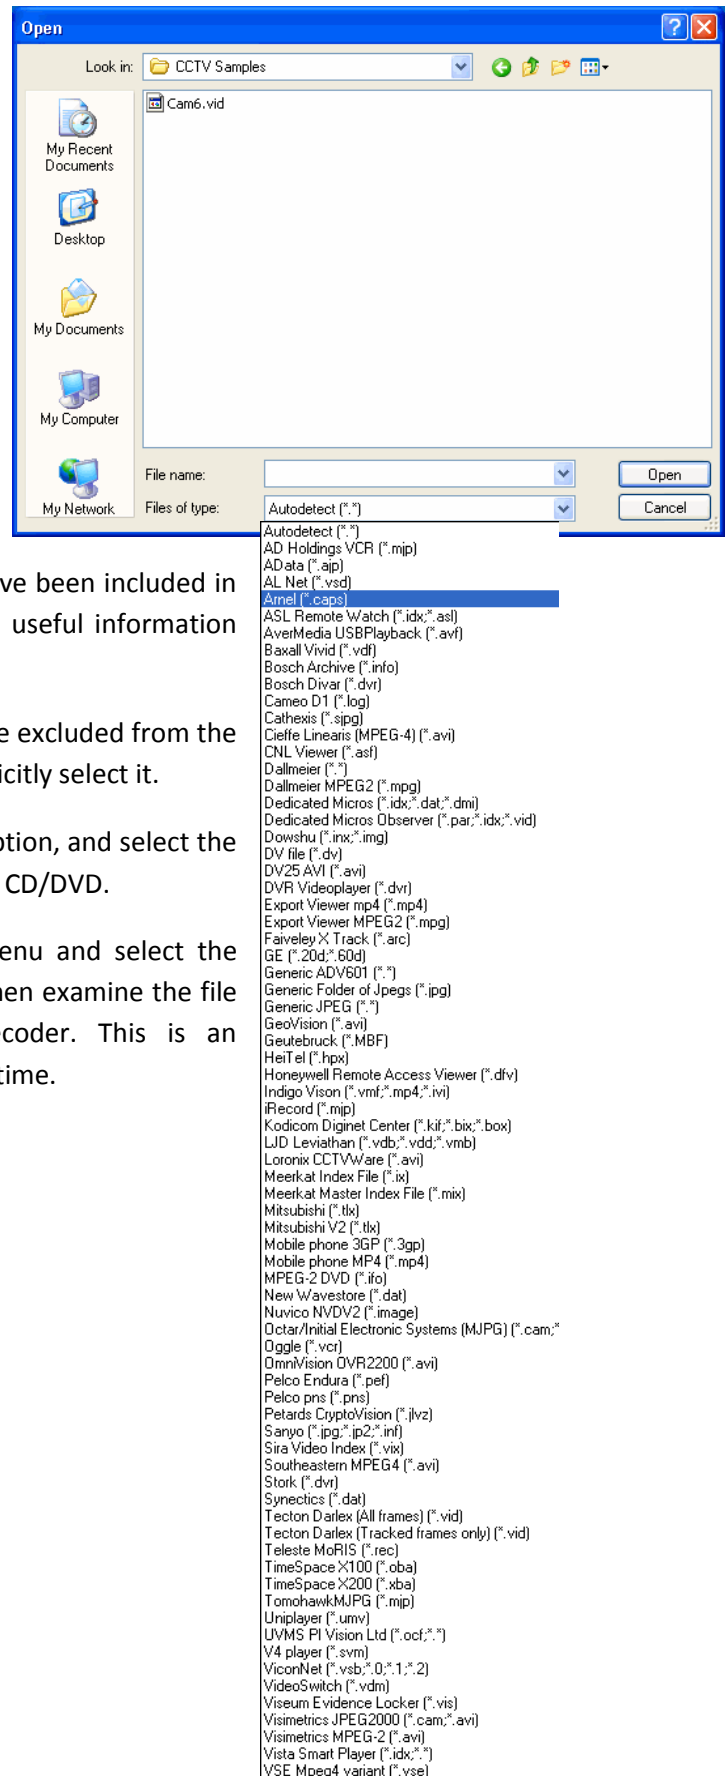 Open
Look in:
CCTV Samples
Cam6.vid
My Recent
Documents
Desktop
My Documents
My Computer
My Network
File name:
Open
Files of type:
Autodetect (*.*)
Cancel
ve been included in
useful information
e excluded from the
icitly select it.
otion, and select the
CD/DVD.
enu and select the
hen examine the file
ecoder. This is an
time.
Autodetect (*.*)
AD Holdings VCR (*.mjp)
AData (*.ajp)
AL Net (*.vsd)
Arnel (*.caps)
ASL Remote Watch (*.idx;*.asl)
AverMedia USBPlayback (*.avf)
Baxall Vivid (*.vdf)
Bosch Archive (*.info)
Bosch Divar (*.dvr)
Cameo D1 (*.log)
Cathexis (*.sjpg)
Cieffe Linearis (MPEG-4) (*.avi)
CNL Viewer (*.asf)
Dallmeier (*.*)
Dallmeier MPEG2 (*.mpg)
Dedicated Micros (*.idx;*.dat;*.dmi)
Dedicated Micros Observer (*.par;*.idx;*.vid)
Dowshu (*.inx;*.img)
DV file (*.dv)
DV25 AVI (*.avi)
DVR Videoplayer (*.dvr)
Export Viewer mp4 (*.mp4)
Export Viewer MPEG2 (*.mpg)
Faiveley X Track (*.arc)
GE (*.20d;*.60d)
Generic ADV601 (*.*)
Generic Folder of Jpegs (*.jpg)
Generic JPEG (*.*)
GeoVision (*.avi)
Geutebruck (*.MBF)
HeiTel (*.hpx)
Honeywell Remote Access Viewer (*.dfv)
Indigo Vison (*.vmf;*.mp4;*.ivi)
iRecord (*.mjp)
Kodicom Diginet Center (*.kif;*.bix;*.box)
LJD Leviathan (*.vdb;*.vdd;*.vmb)
Loronix CCTVWare (*.avi)
Meerkat Index File (*.ix)
Meerkat Master Index File (*.mix)
Mitsubishi (*.tlx)
Mitsubishi V2 (*.tlx)
Mobile phone 3GP (*.3gp)
Mobile phone MP4 (*.mp4)
MPEG-2 DVD (*.ifo)
New Wavestore (*.dat)
Nuvico NVDV2 (*.image)
Octar/Initial Electronic Systems (MJPG) (*.cam;*
Oggle (*.vcr)
OmniVision OVR2200 (*.avi)
Pelco Endura (*.pef)
Pelco pns (*.pns)
Petards CryptoVision (*.jlvz)
Sanyo (*.jpg;*.jp2;*.inf)
Sira Video Index (*.vix)
Southeastern MPEG4 (*.avi)
Stork (*.dvr)
Synectics (*.dat)
Tecton Darlex (All frames) (*.vid)
Tecton Darlex (Tracked frames only) (*.vid)
Teleste MoRIS (*.rec)
TimeSpace X100 (*.oba)
TimeSpace X200 (*.xba)
TomohawkMJPG (*.mjp)
Uniplayer (*.umv)
UVMS PI Vision Ltd (*.ocf;*.*)
V4 player (*.svm)
ViconNet (*.vsb;*.0;*.1;*.2)
VideoSwitch (*.vdm)
Viseum Evidence Locker (*.vis)
Visimetrics JPEG2000 (*.cam;*.avi)
Visimetrics MPEG-2 (*.avi)
Vista Smart Player (*.idx;*.*)
VSE Mpeg4 variant (*.vse)